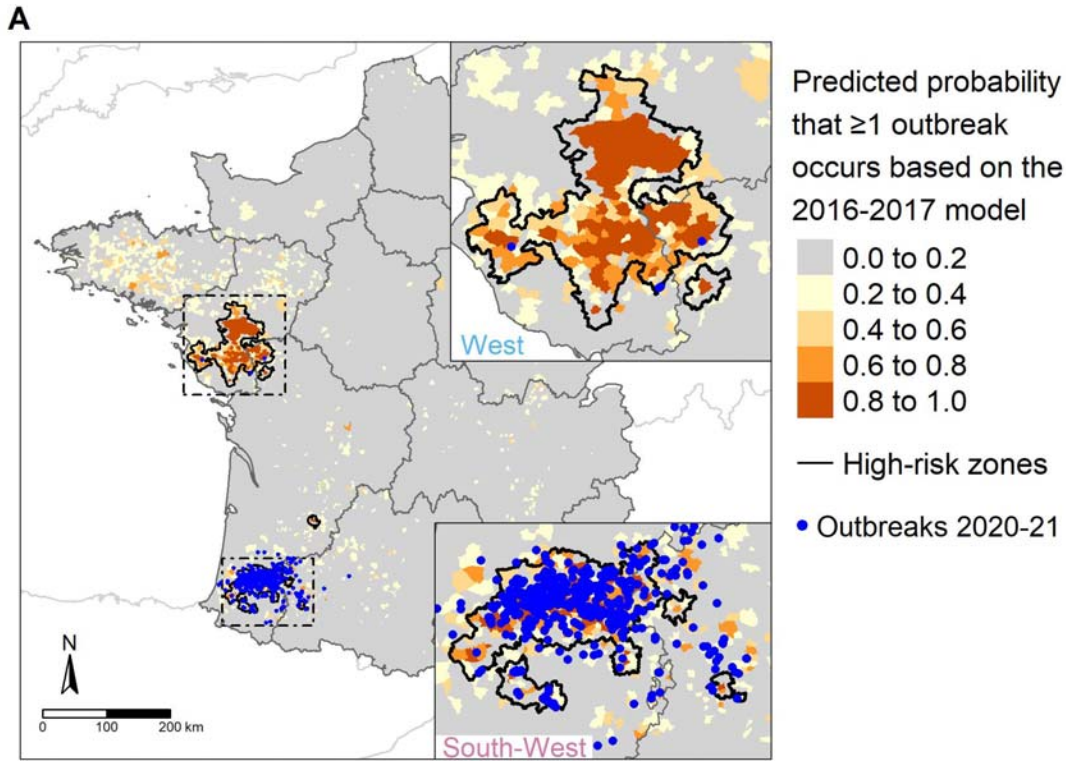 A
Predicted probability
that ≥1 outbreak
occurs based on the
2016-2017 model
0.0 to 0.2
0.2 to 0.4
0.4 to 0.6
0.6 to 0.8
0.8 to 1.0
High-risk zones
Outbreaks 2020-21
West
South-West
N
0 100 200 km